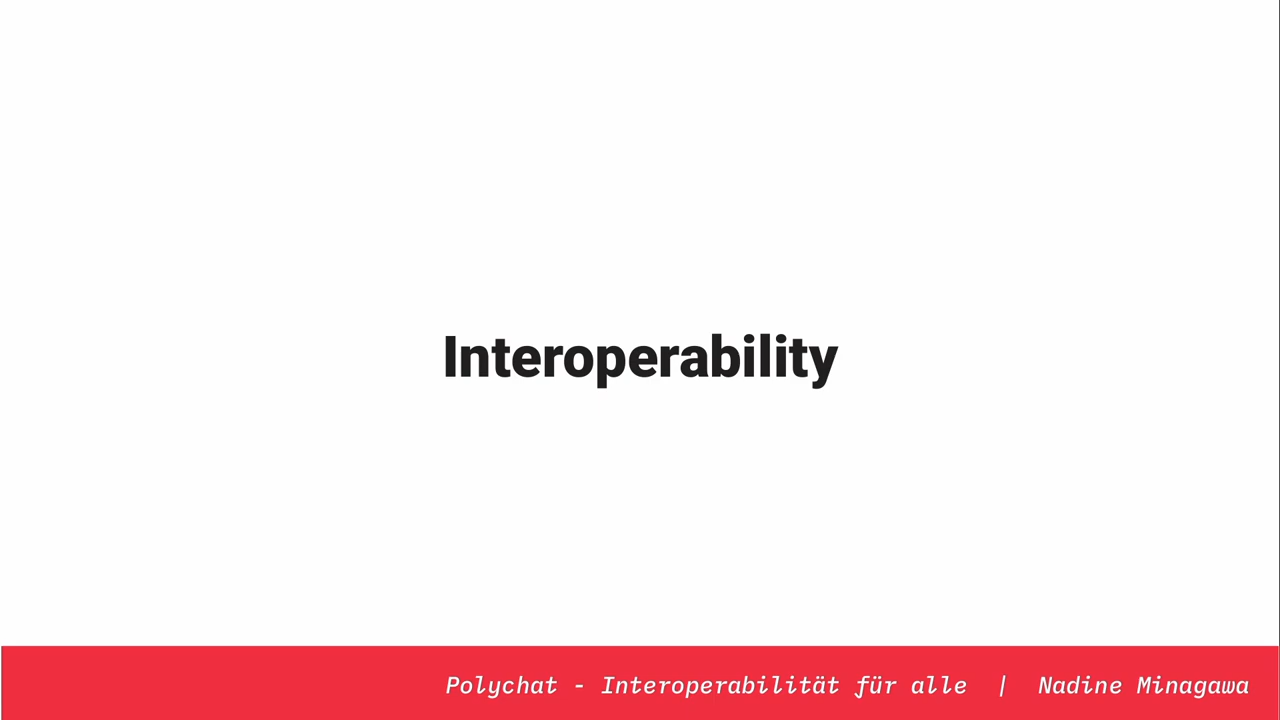 Interoperability
Polychat - Interoperabilität für alle | Nadine Minagawa